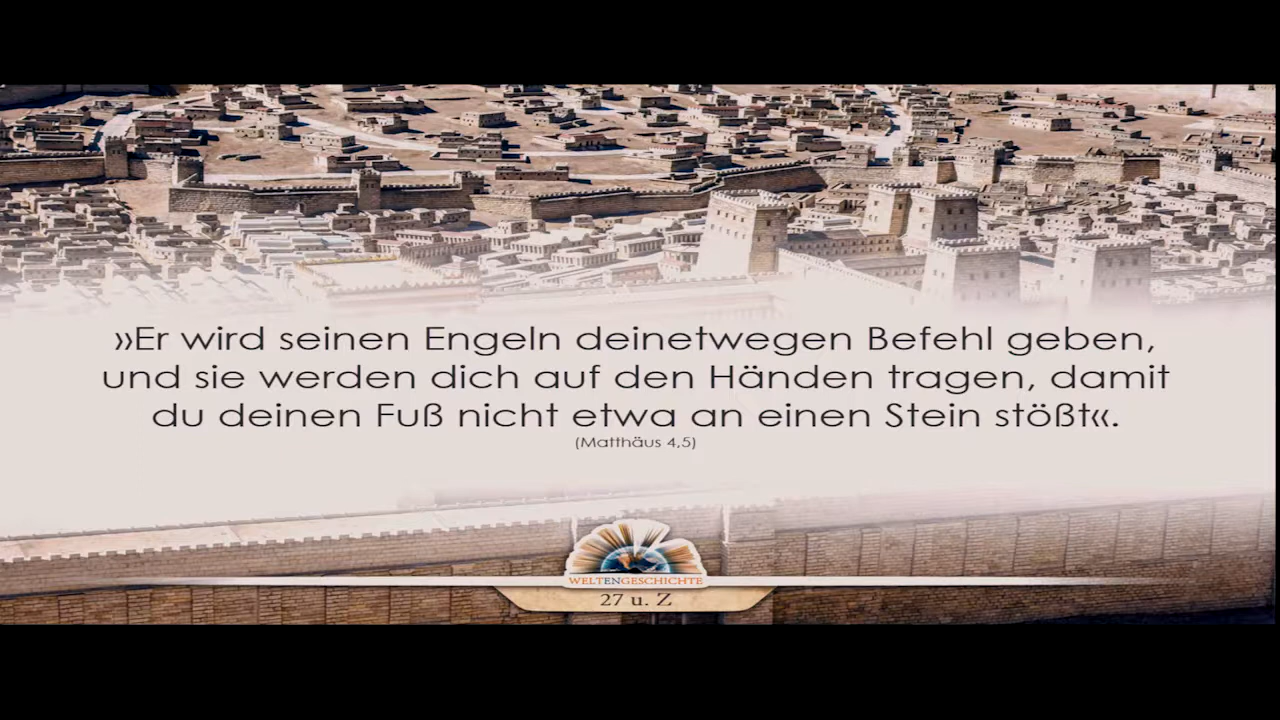 »Er wird seinen Engeln deinetwegen Befehl geben,
und sie werden dich auf den Händen tragen, damit
du deinen Fuß nicht etwa an einen Stein stößt«.
(Matthäus 4,5)
WELTENGESCHICHTE
27 u. Z